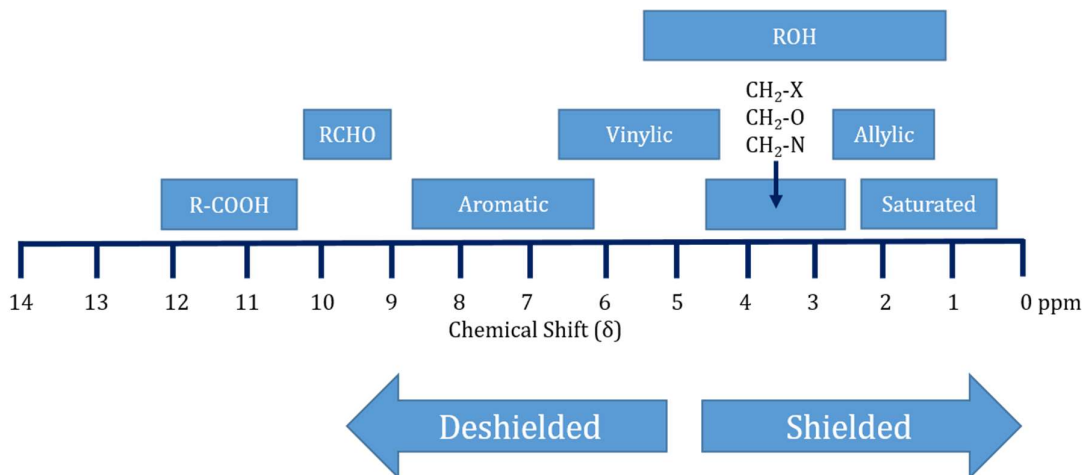 ROH
CH₂-X
CH₂-O
CH₂-N
RCHO
Vinylic
Allylic
R-COOH
Aromatic
Saturated
14 13 12 11 10 9 8 7 6 5 4 3 2 1 0 ppm
Chemical Shift (δ)
Deshielded
Shielded